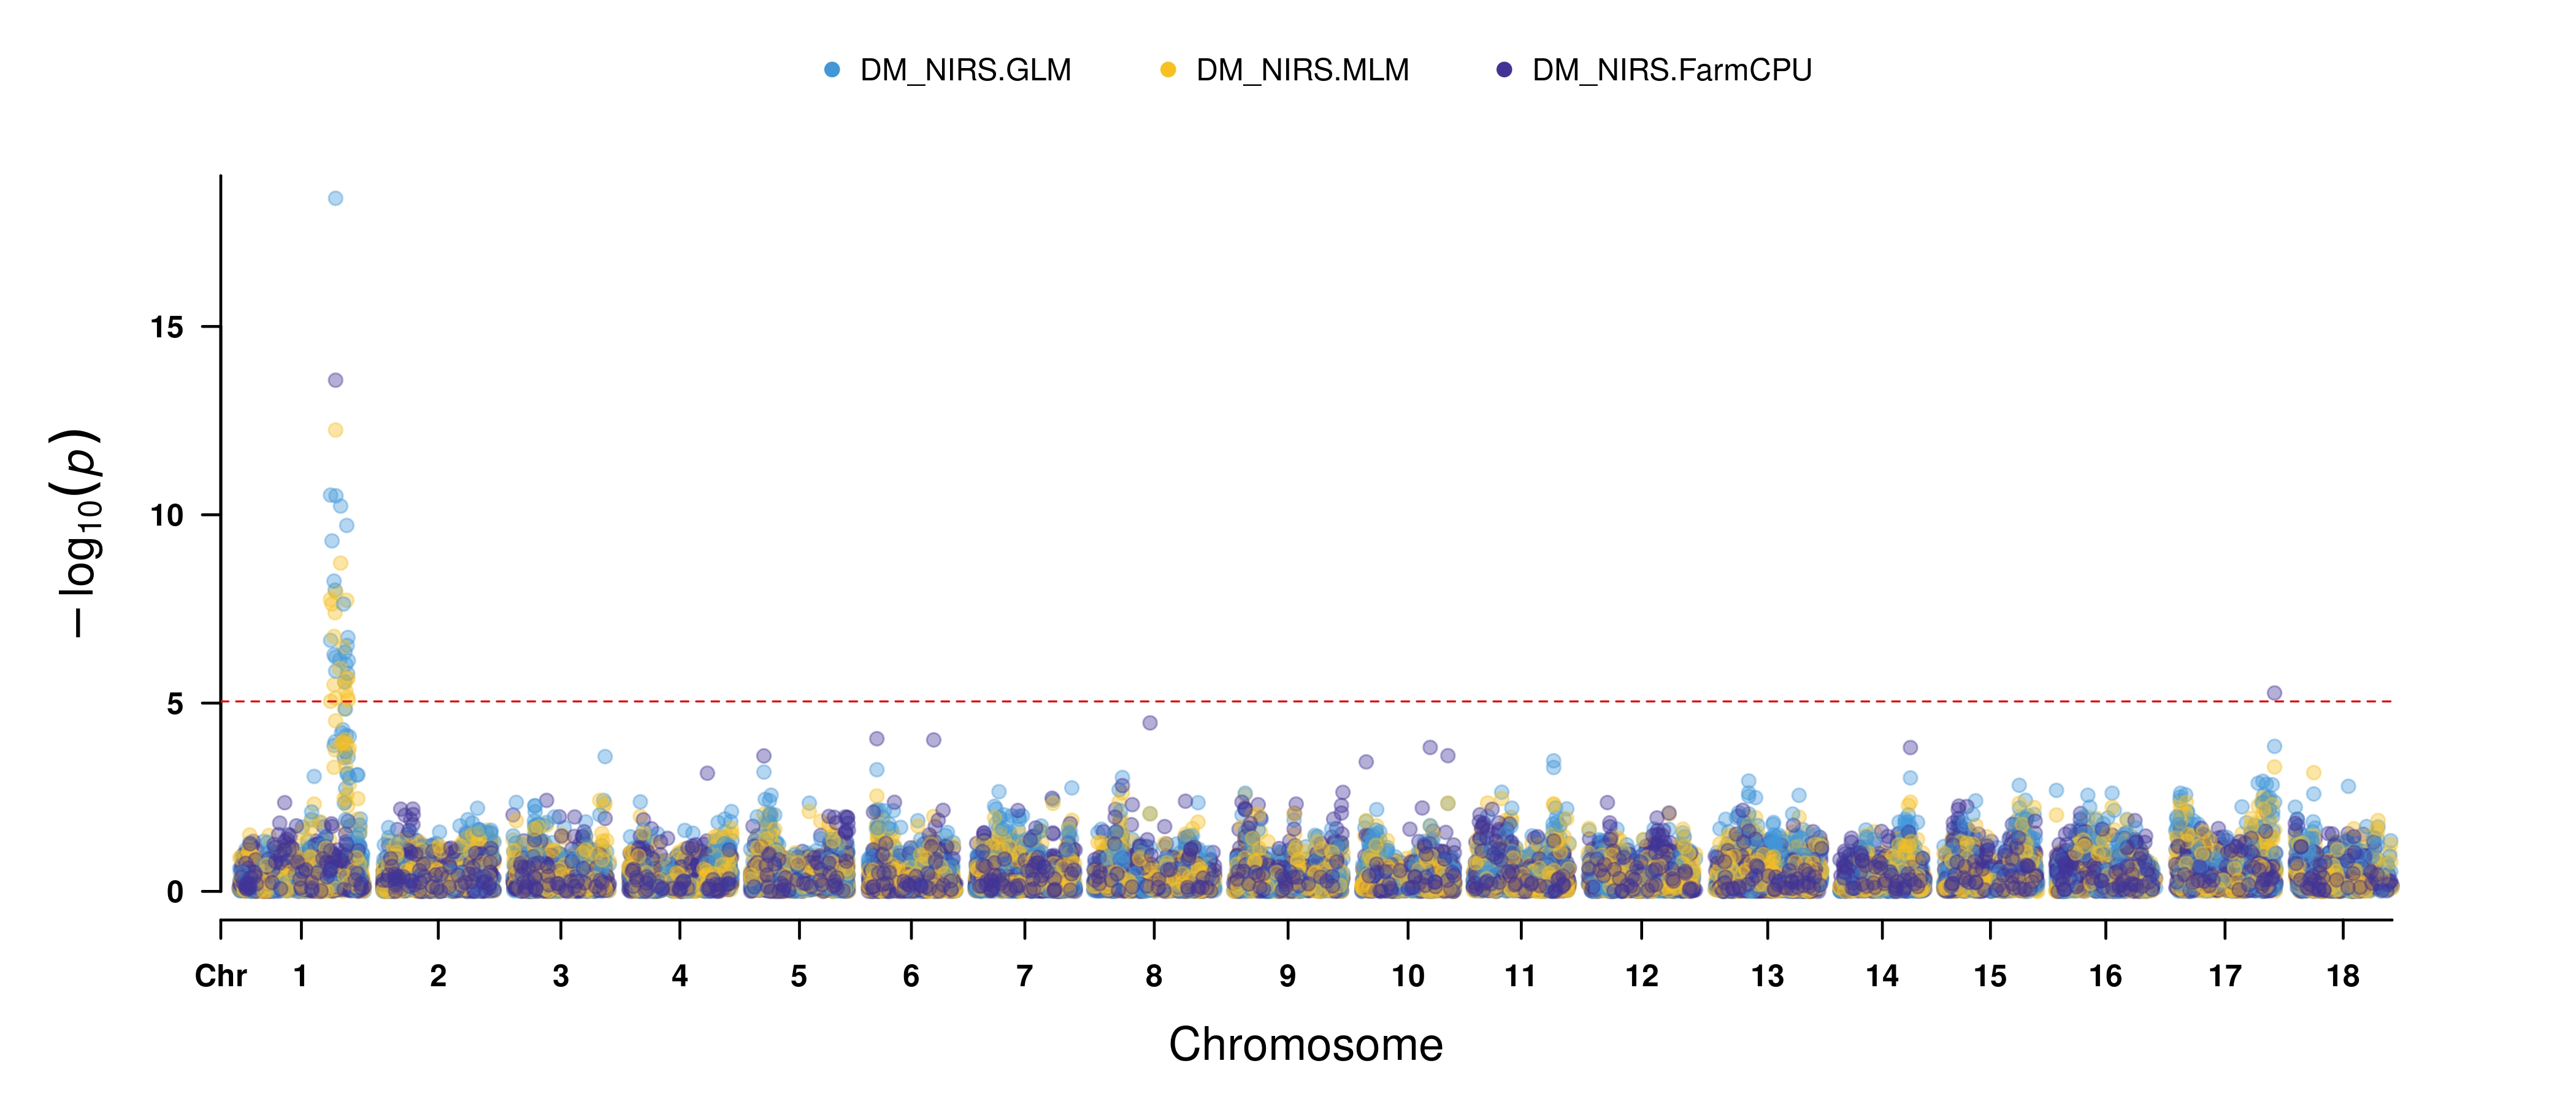 DM_NIRS.GLM DM_NIRS.MLM DM_NIRS.FarmCPU
−log₁₀(p)
15
10
5
0
Chr 1 2 3 4 5 6 7 8 9 10 11 12 13 14 15 16 17 18
Chromosome